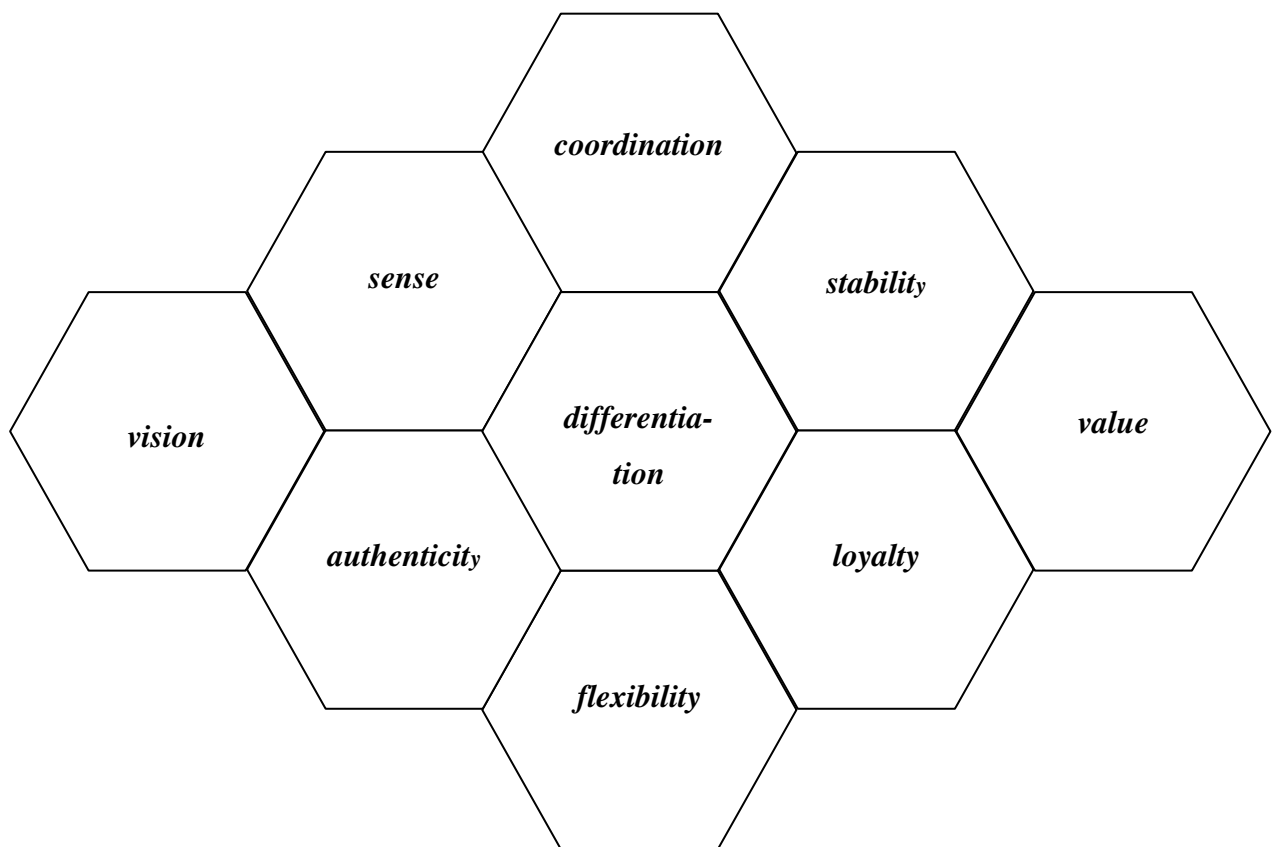 coordination
sense
stability
vision
differentia-
tion
value
authenticity
loyalty
flexibility